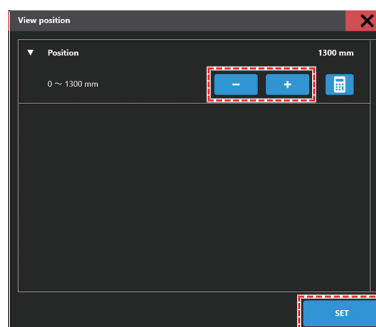 View position
▼ Position 1300 mm
0 ～ 1300 mm － ＋
SET